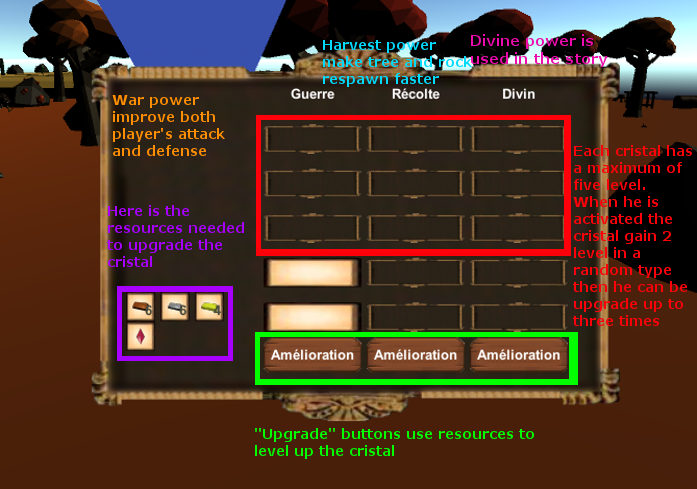 Harvest power
make tree and rock
respawn faster
Divine power is
used in the story
Guerre
Récolte
Divin
War power
improve both
player's attack
and defense
Each cristal has
a maximum of
five level.
When he is
activated the
cristal gain 2
level in a
random type
then he can be
upgrade up to
three times
Here is the
resources needed
to upgrade the
cristal
6
6
4
Amélioration
Amélioration
Amélioration
"Upgrade" buttons use resources to
level up the cristal